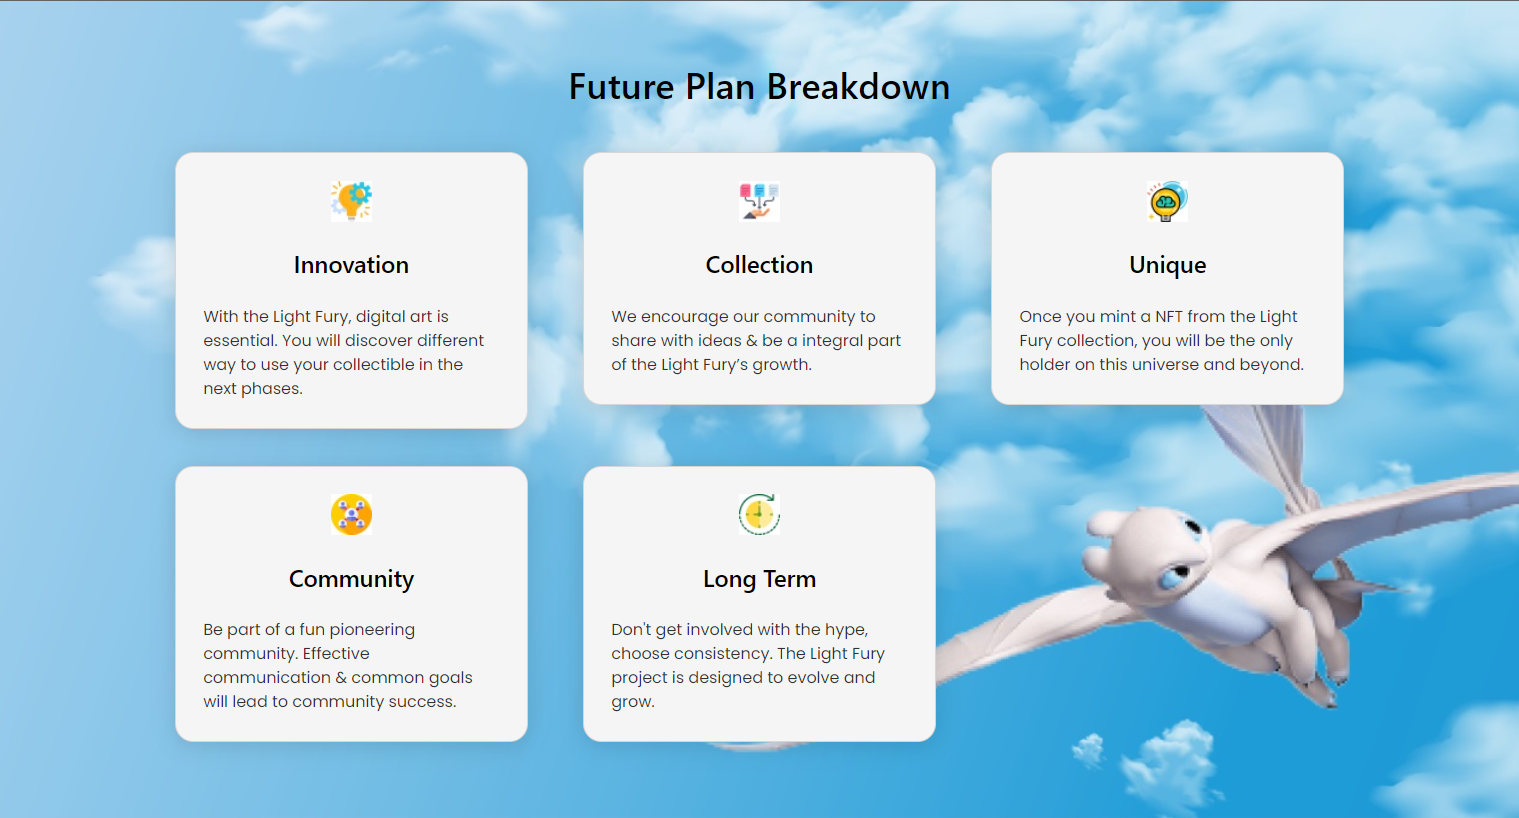 Future Plan Breakdown
Innovation
With the Light Fury, digital art is
essential. You will discover different
way to use your collectible in the
next phases.
Collection
We encourage our community to
share with ideas & be a integral part
of the Light Fury’s growth.
Unique
Once you mint a NFT from the Light
Fury collection, you will be the only
holder on this universe and beyond.
Community
Be part of a fun pioneering
community. Effective
communication & common goals
will lead to community success.
Long Term
Don't get involved with the hype,
choose consistency. The Light Fury
project is designed to evolve and
grow.